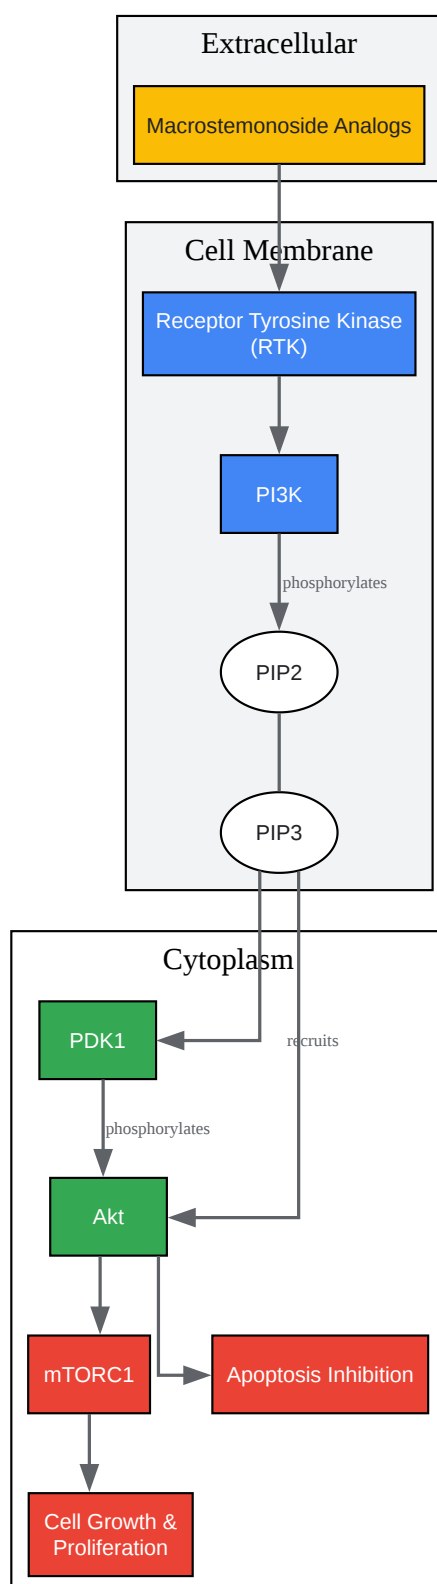 Extracellular
Macrostemonoside Analogs
Cell Membrane
Receptor Tyrosine Kinase
(RTK)
PI3K
phosphorylates
PIP2
PIP3
Cytoplasm
PDK1
recruits
phosphorylates
Akt
mTORC1
Apoptosis Inhibition
Cell Growth &
Proliferation